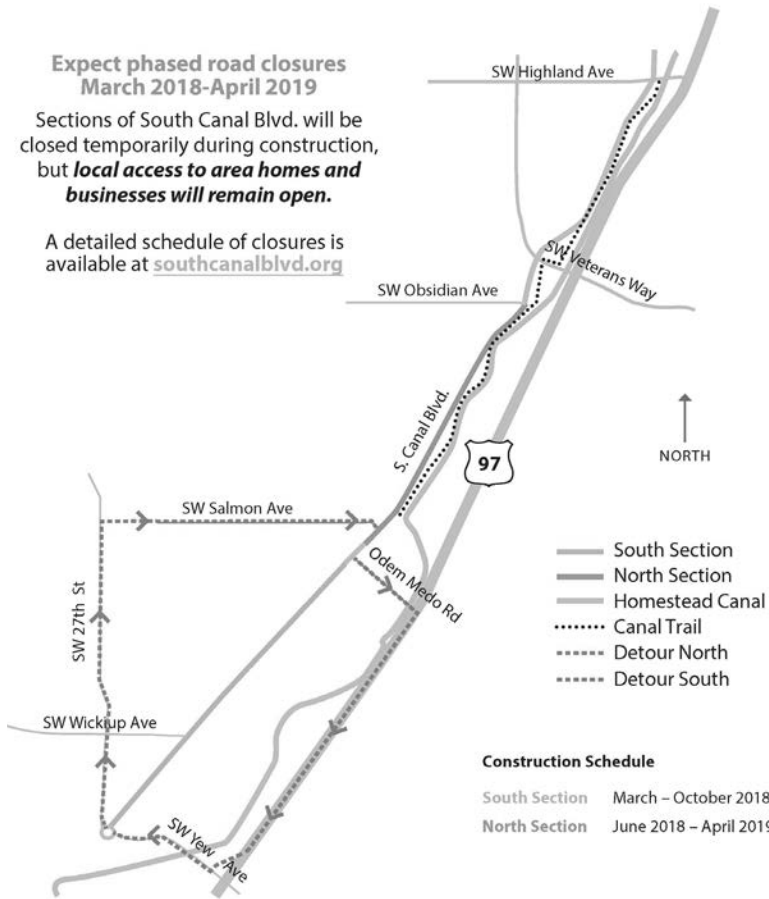 Expect phased road closures
March 2018-April 2019
Sections of South Canal Blvd. will be
closed temporarily during construction,
but local access to area homes and
businesses will remain open.
A detailed schedule of closures is
available at southcanalblvd.org
SW Highland Ave
SW Veterans Way
SW Obsidian Ave
S. Canal Blvd.
97
NORTH
SW Salmon Ave
Odem Medo Rd
SW 27th St
SW Wickiup Ave
SW Yew Ave
South Section
North Section
Homestead Canal
Canal Trail
Detour North
Detour South
Construction Schedule
South Section March – October 2018
North Section June 2018 – April 2019